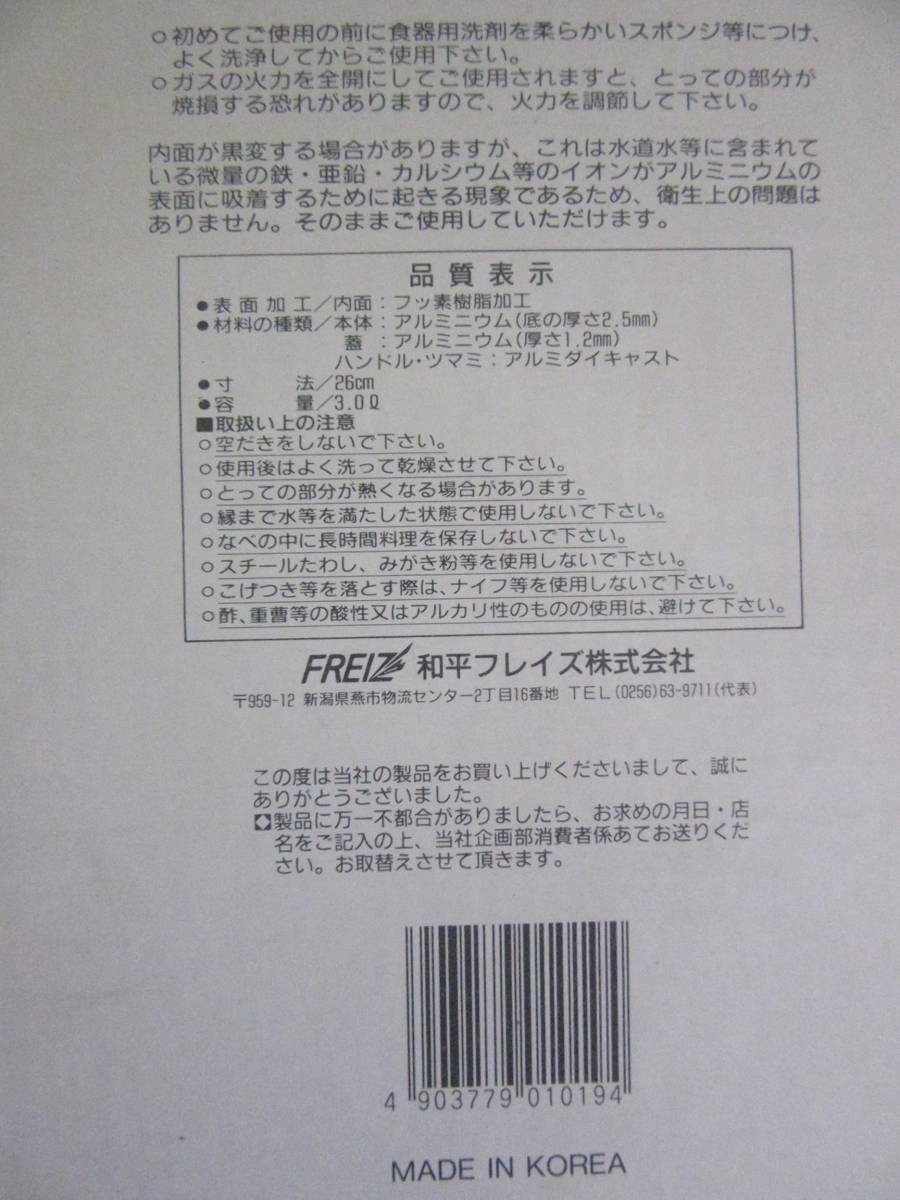 ○初めてご使用の前に食器用洗剤を柔らかいスポンジ等につけ、
よく洗浄してからご使用下さい。
○ガスの火力を全開にしてご使用されますと、とっての部分が
焼損する恐れがありますので、火力を調節して下さい。
内面が黒変する場合がありますが、これは水道水等に含まれて
いる微量の鉄・亜鉛・カルシウム等のイオンがアルミニウムの
表面に吸着するために起きる現象であるため、衛生上の問題は
ありません。そのままご使用していただけます。
品質表示
●表面加工/内面：フッ素樹脂加工
●材料の種類/本体：アルミニウム(底の厚さ2.5mm)
蓋：アルミニウム(厚さ1.2mm)
ハンドル・ツマミ：アルミダイキャスト
●寸法/26cm
●容量/3.0ℓ
■取扱い上の注意
○空だきをしないで下さい。
○使用後はよく洗って乾燥させて下さい。
○とっての部分が熱くなる場合があります。
○縁まで水等を満たした状態で使用しないで下さい。
○なべの中に長時間料理を保存しないで下さい。
○スチールたわし、みがき粉等を使用しないで下さい。
○こげつき等を落とす際は、ナイフ等を使用しないで下さい。
○酢、重曹等の酸性又はアルカリ性のものの使用は、避けて下さい。
FREIZ 和平フレイズ株式会社
〒959-12 新潟県燕市物流センター2丁目16番地 TEL(0256)63-9711(代表)
この度は当社の製品をお買い上げくださいまして、誠に
ありがとうございました。
◆製品に万一不都合がありましたら、お求めの月日・店
名をご記入の上、当社企画部消費者係あてお送りくだ
さい。お取替えさせて頂きます。
4 903779 010194
MADE IN KOREA